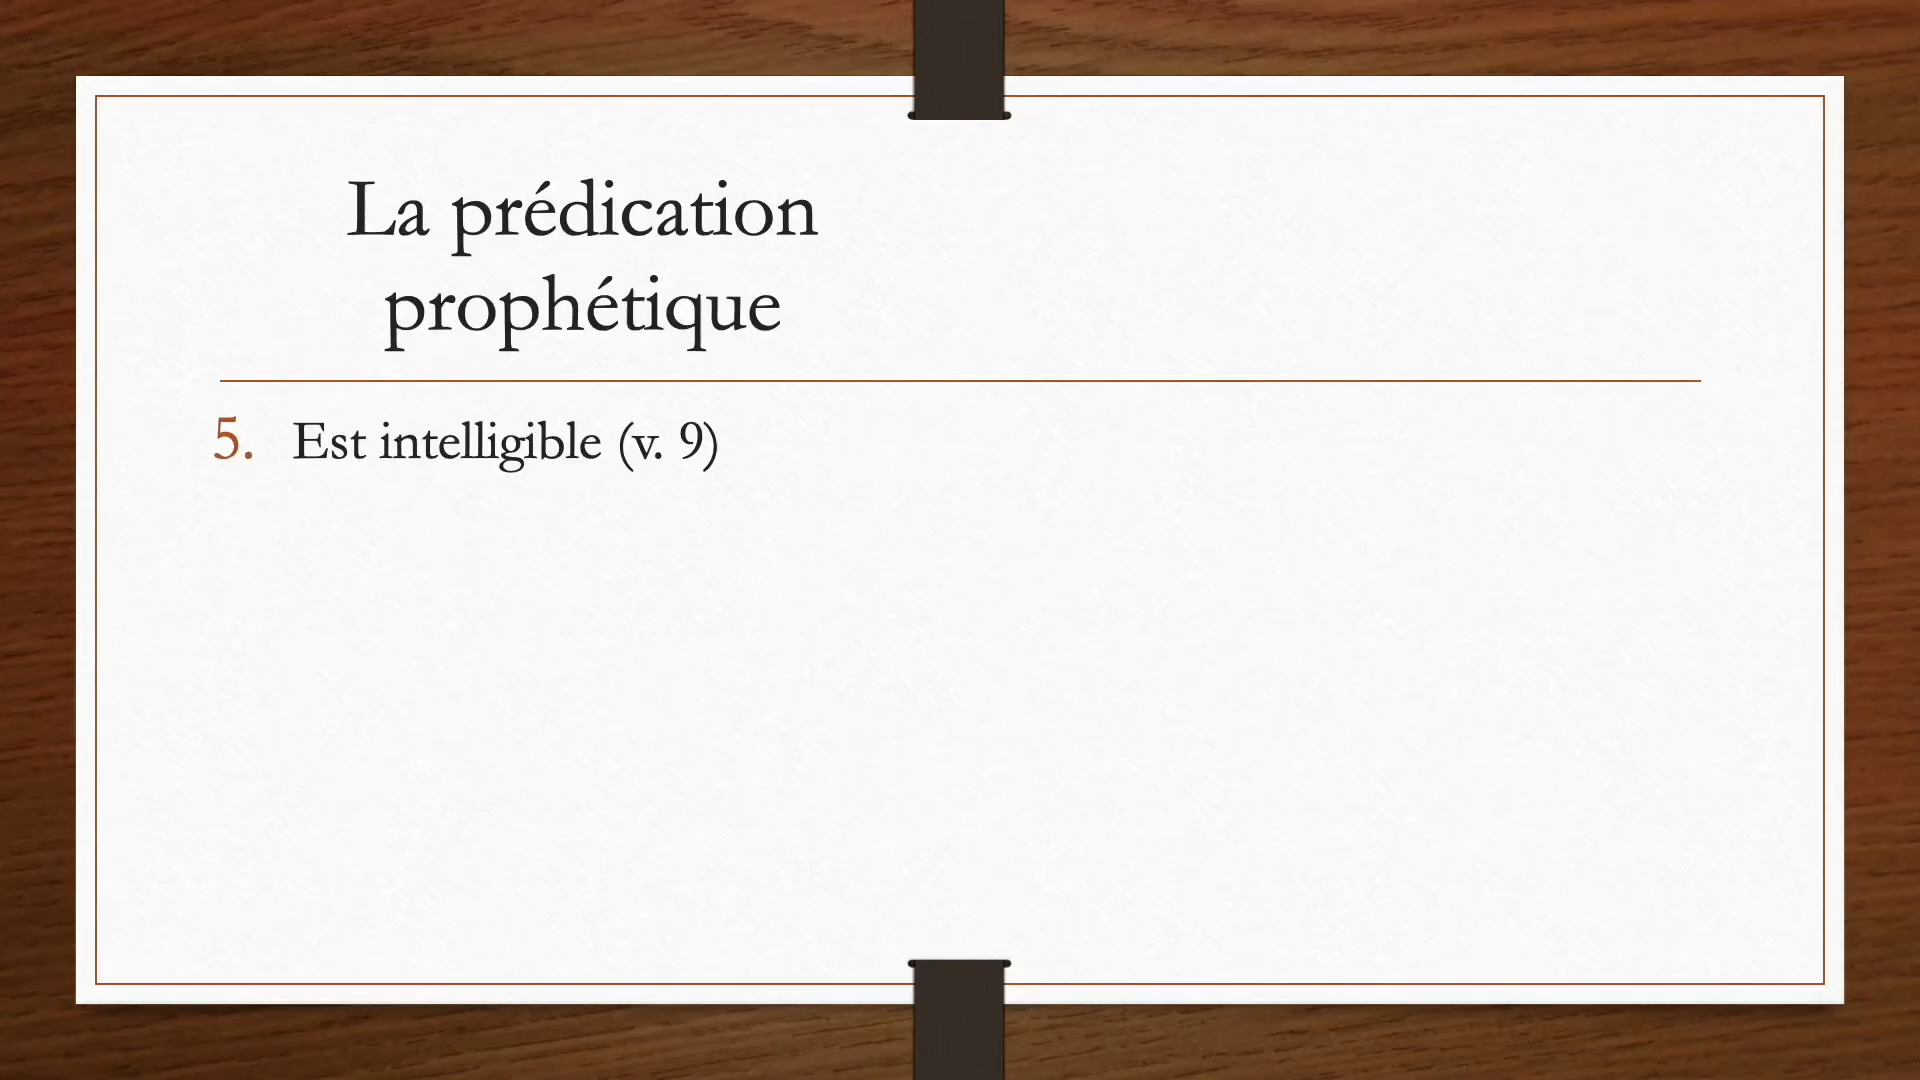 La prédication
prophétique
5. Est intelligible (v. 9)